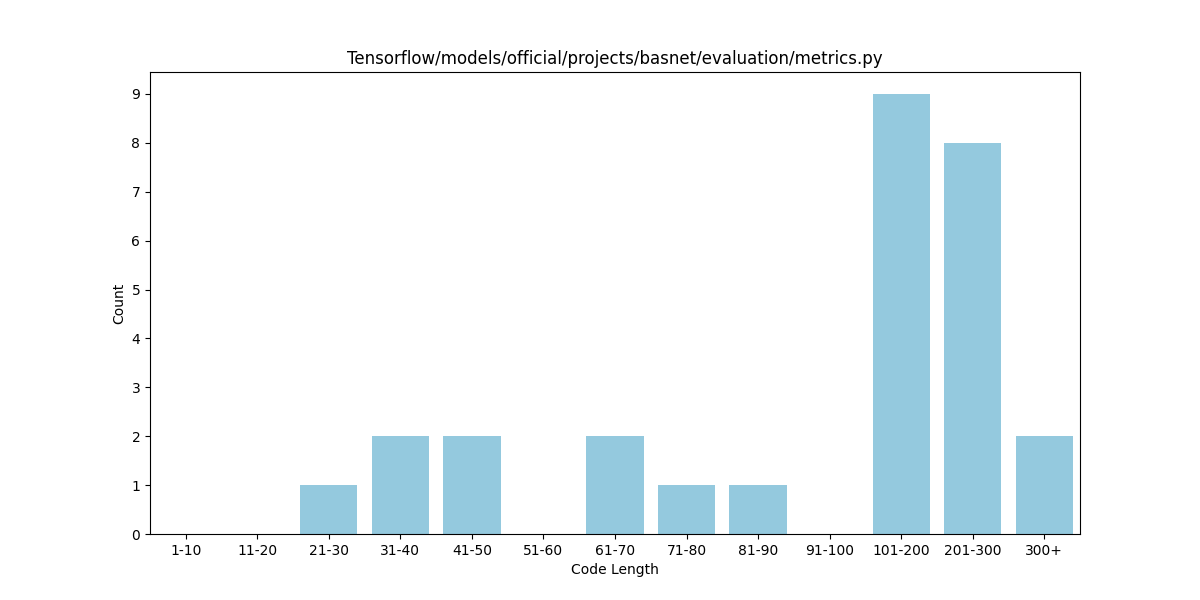 Tensorflow/models/official/projects/basnet/evaluation/metrics.py
9
8
7
6
5
4
3
2
1
0
Count
1-10 11-20 21-30 31-40 41-50 51-60 61-70 71-80 81-90 91-100 101-200 201-300 300+
Code Length